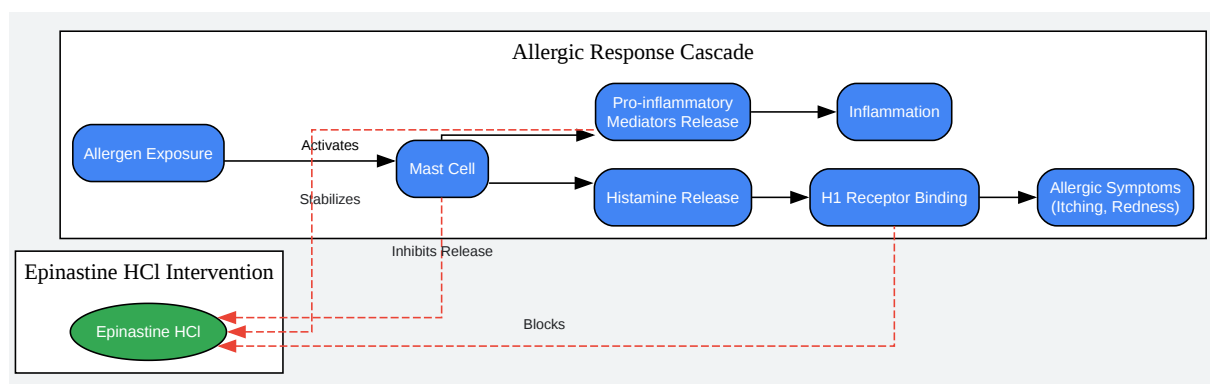 Allergic Response Cascade
Pro-inflammatory
Mediators Release
Inflammation
Allergen Exposure
Activates
Mast Cell
Histamine Release
H1 Receptor Binding
Allergic Symptoms
(Itching, Redness)
Stabilizes
Inhibits Release
Epinastine HCl Intervention
Epinastine HCl
Blocks